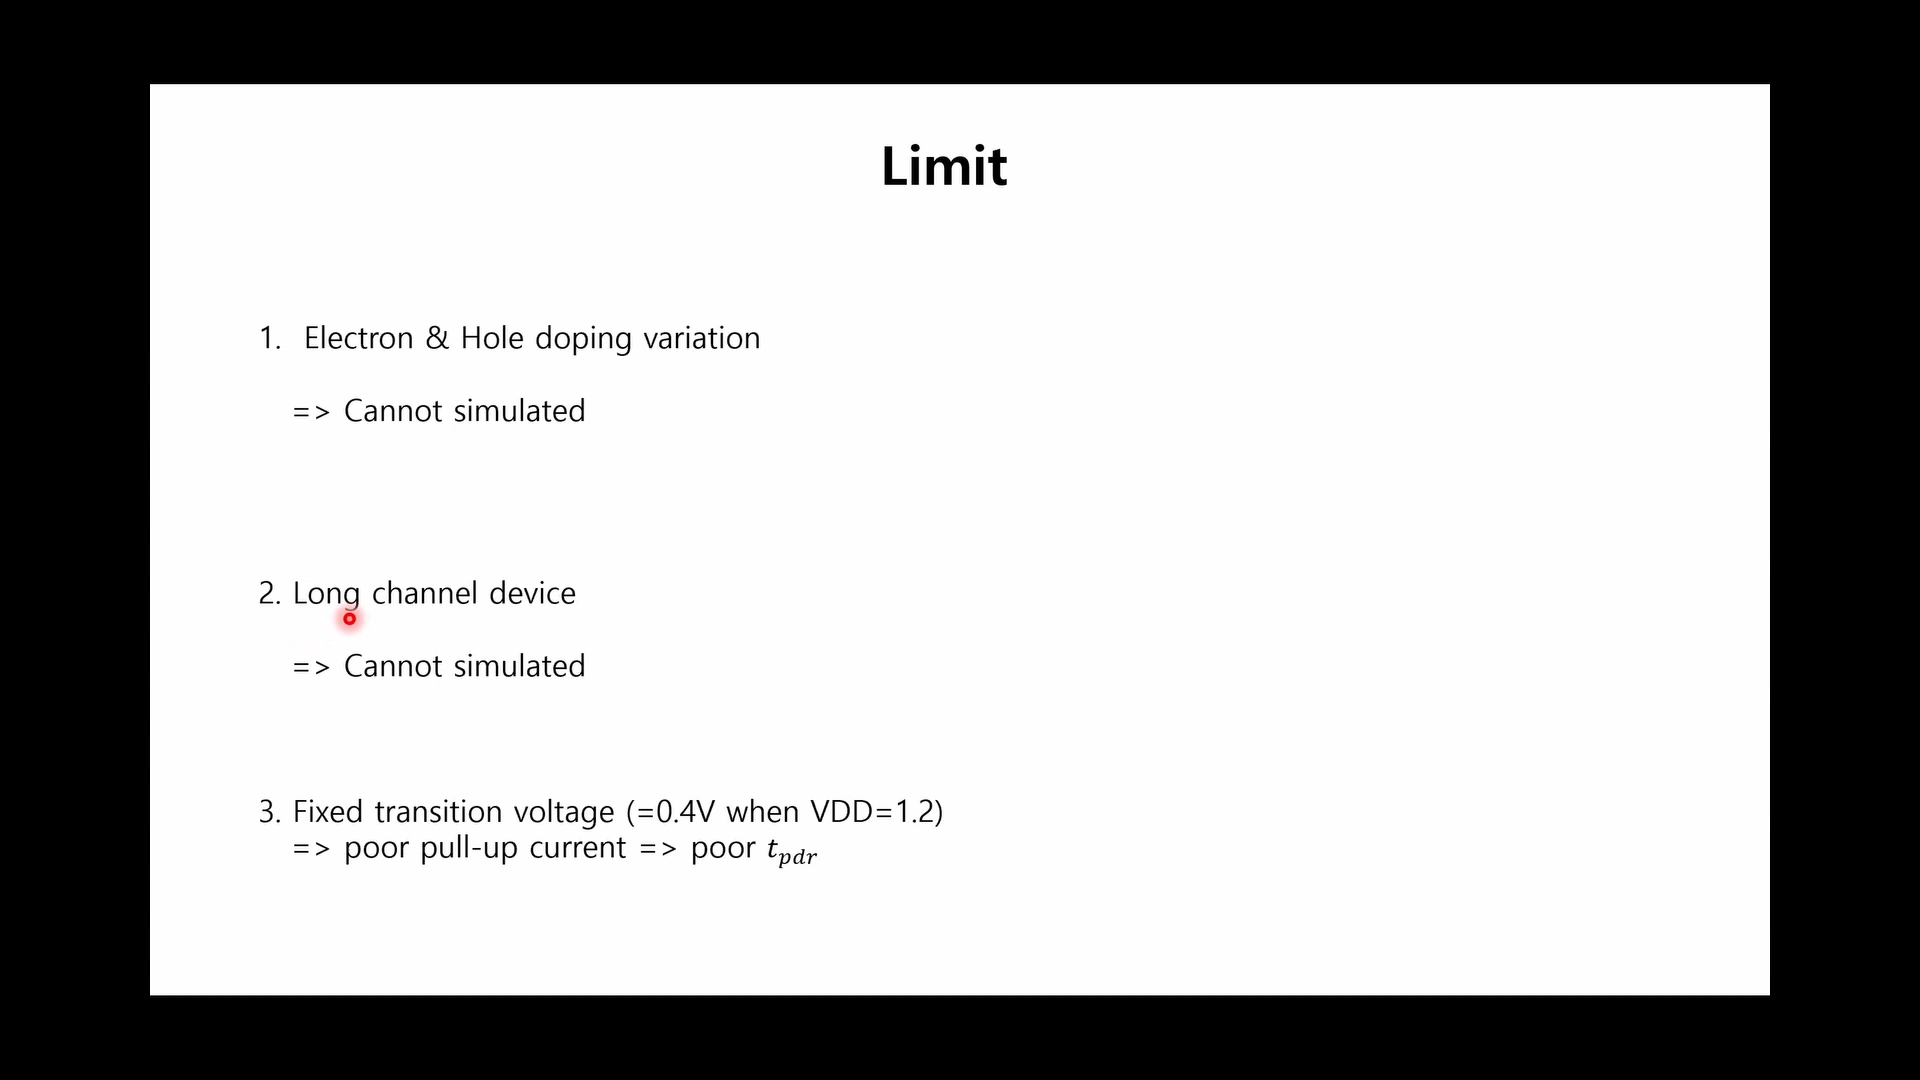 Limit
1. Electron & Hole doping variation
=> Cannot simulated
2. Long channel device
=> Cannot simulated
3. Fixed transition voltage (=0.4V when VDD=1.2)
=> poor pull-up current => poor t_pdr